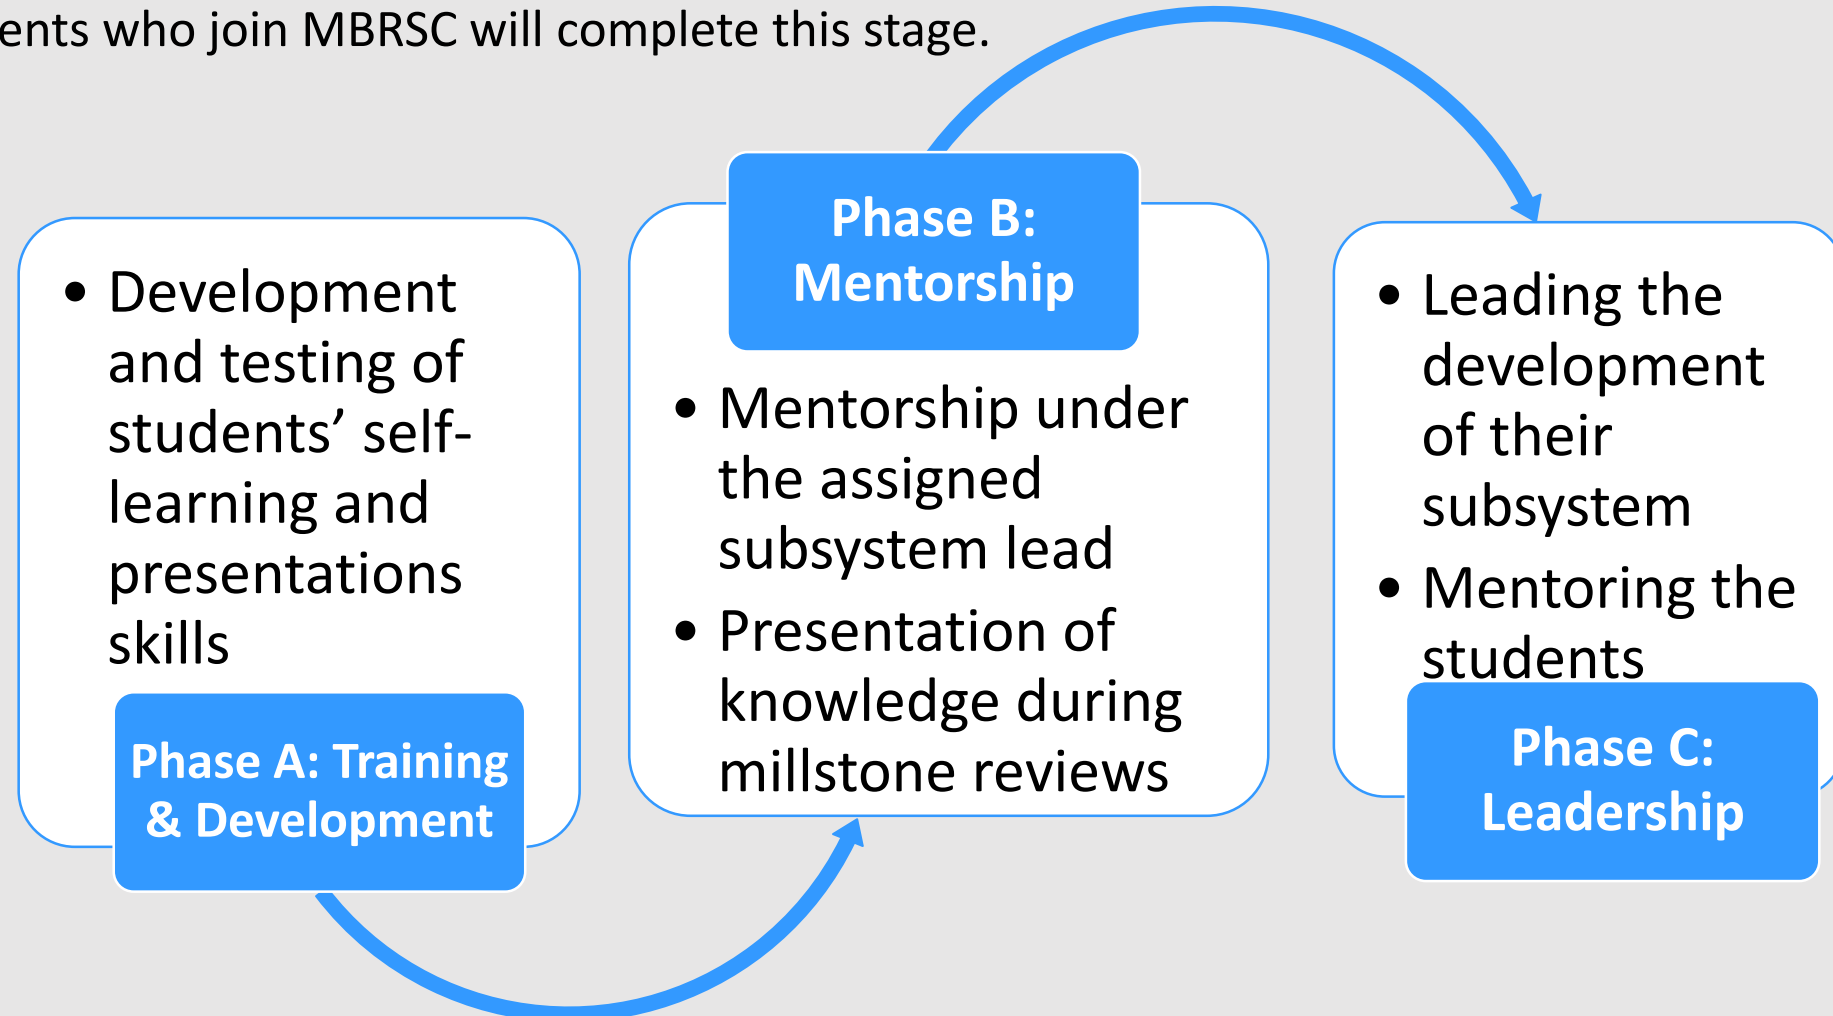 ents who join MBRSC will complete this stage.
• Development
and testing of
students’ self-
learning and
presentations
skills
Phase A: Training
& Development
Phase B:
Mentorship
• Mentorship under
the assigned
subsystem lead
• Presentation of
knowledge during
millstone reviews
• Leading the
development
of their
subsystem
• Mentoring the
students
Phase C:
Leadership